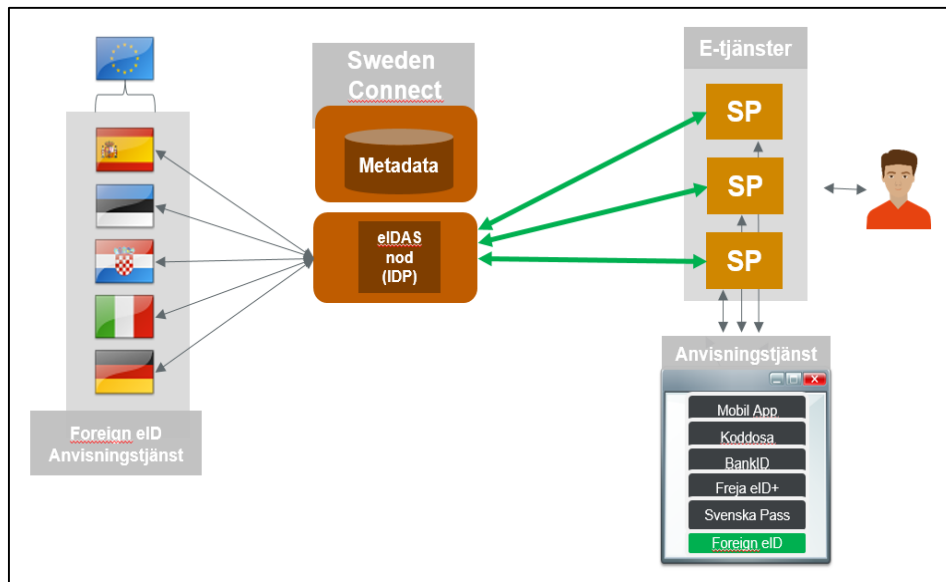 Sweden
Connect
Metadata
eIDAS
nod
(IDP)
E-tjänster
SP
SP
SP
Foreign eID
Anvisningstjänst
Anvisningstjänst
X
Mobil App
Koddosa
BankID
Freja eID+
Svenska Pass
Foreign eID